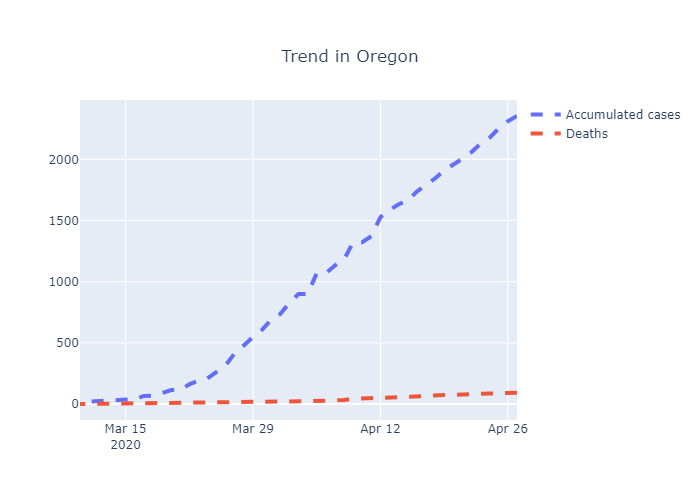 Trend in Oregon
Accumulated cases
Deaths
2000
1500
1000
500
0
Mar 15
2020
Mar 29
Apr 12
Apr 26